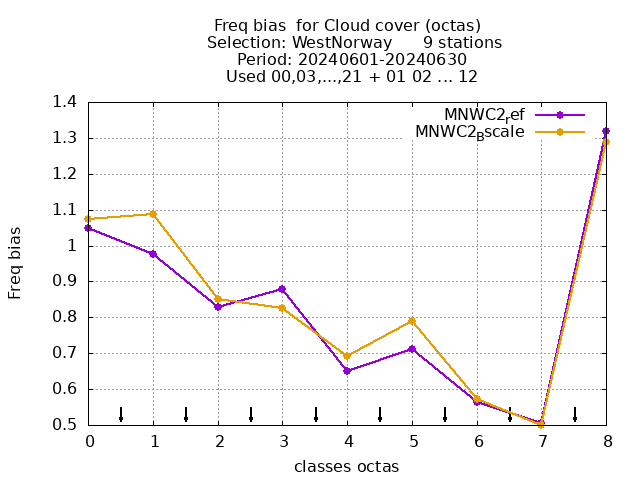 Freq bias  for Cloud cover (octas)
Selection: WestNorway      9 stations
Period: 20240601-20240630
Used 00,03,...,21 + 01 02 ... 12
MNWC2ref
MNWC2Bscale
1.4
1.3
1.2
1.1
1
0.9
0.8
0.7
0.6
0.5
Freq bias
0 1 2 3 4 5 6 7 8
classes octas